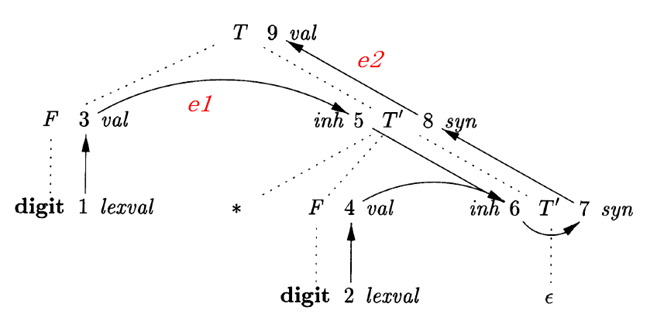 T 9 val
e2
e1
F 3 val inh 5 T′ 8 syn
digit 1 lexval * F 4 val inh 6 T′ 7 syn
digit 2 lexval ϵ